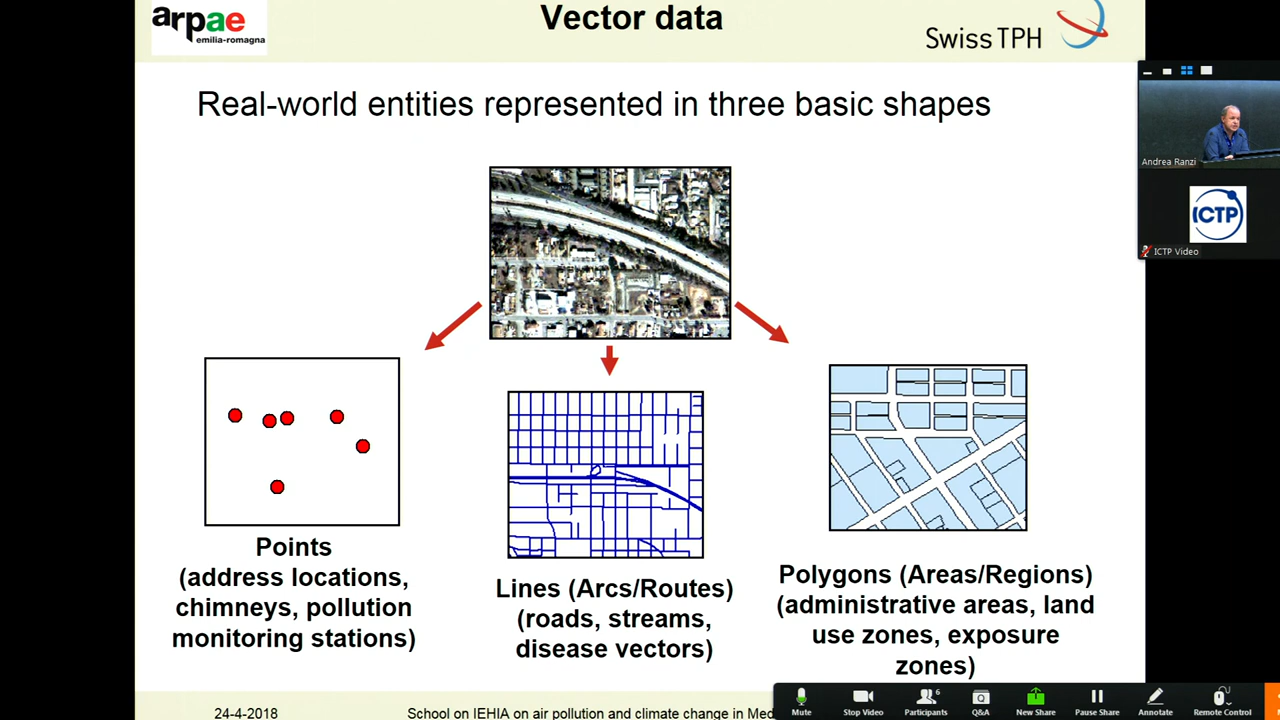 arpae
emilia-romagna
Vector data
Swiss TPH
Real-world entities represented in three basic shapes
Andrea Ranzi
ICTP
ICTP Video
Points
(address locations,
chimneys, pollution
monitoring stations)
Lines (Arcs/Routes)
(roads, streams,
disease vectors)
Polygons (Areas/Regions)
(administrative areas, land
use zones, exposure
zones)
24-4-2018
School on IEHIA on air pollution and climate change in Med
Mute
Stop Video
6
Participants
Q&A
New Share
Pause Share
Annotate
Remote Control